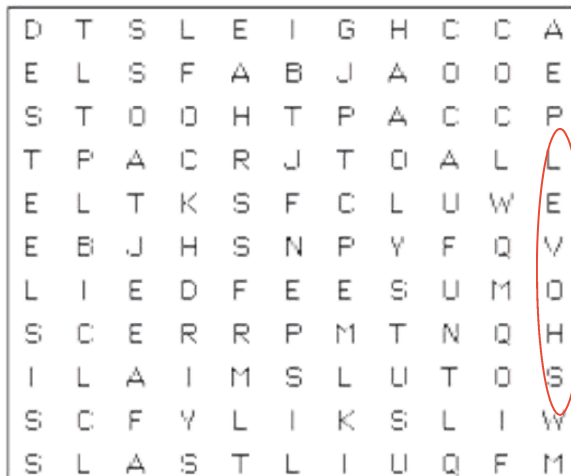 D T S L E I G H C C A
E L S F A B J A O O E
S T O O H T P A C C P
T P A C R J T O A L L
E L T K S F C L U W E
E B J H S N P Y F Q V
L I E D F E E S U M O
S C E R R P M T N Q H
I L A I M S L U T O S
S C F Y L I K S L I W
S L A S T L I U Q F M